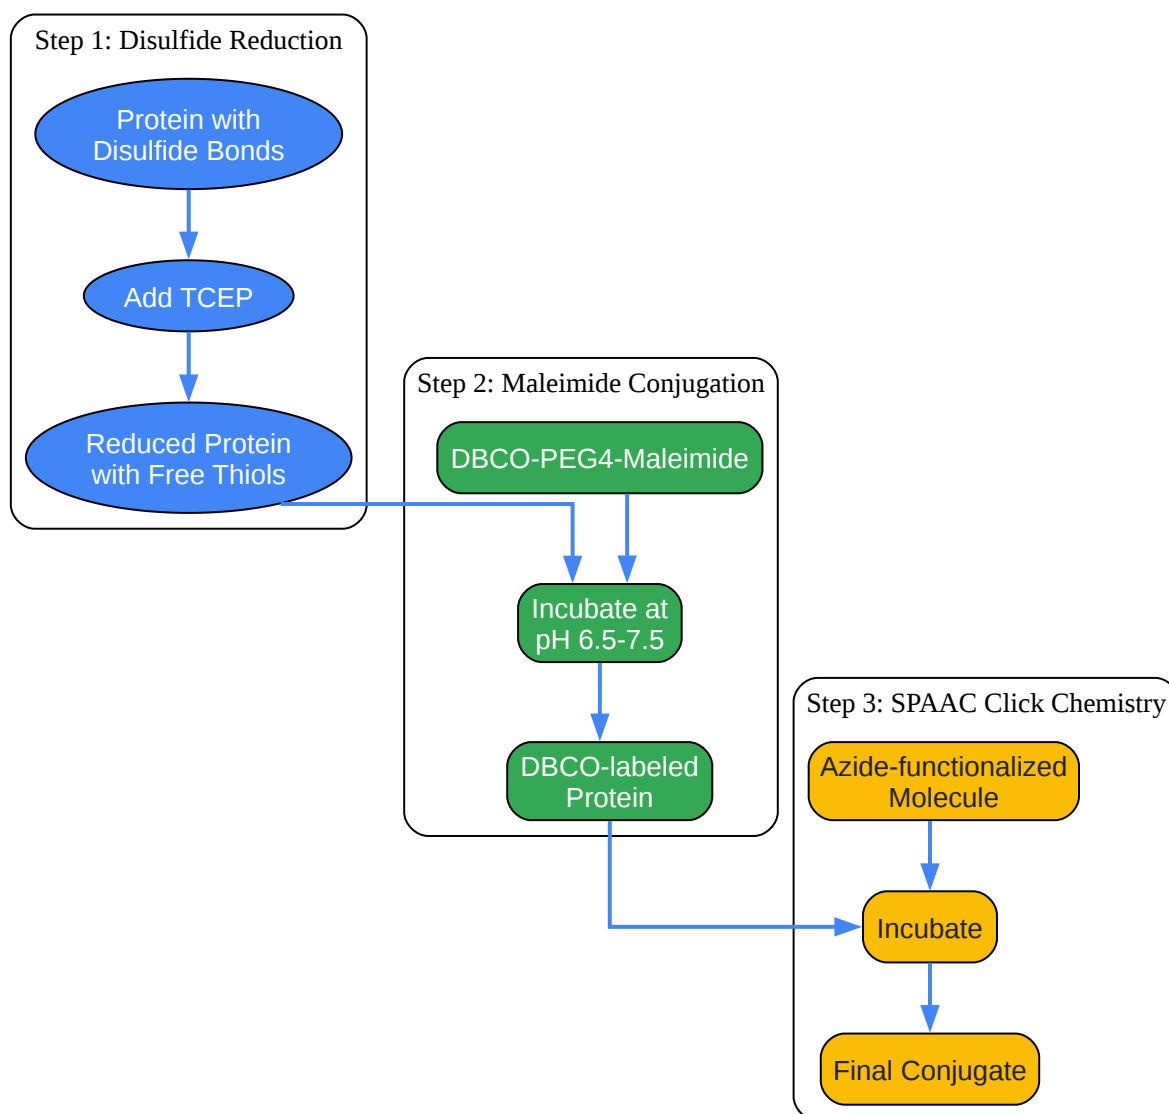 Step 1: Disulfide Reduction
Protein with
Disulfide Bonds
Add TCEP
Reduced Protein
with Free Thiols
Step 2: Maleimide Conjugation
DBCO-PEG4-Maleimide
Incubate at
pH 6.5-7.5
DBCO-labeled
Protein
Step 3: SPAAC Click Chemistry
Azide-functionalized
Molecule
Incubate
Final Conjugate